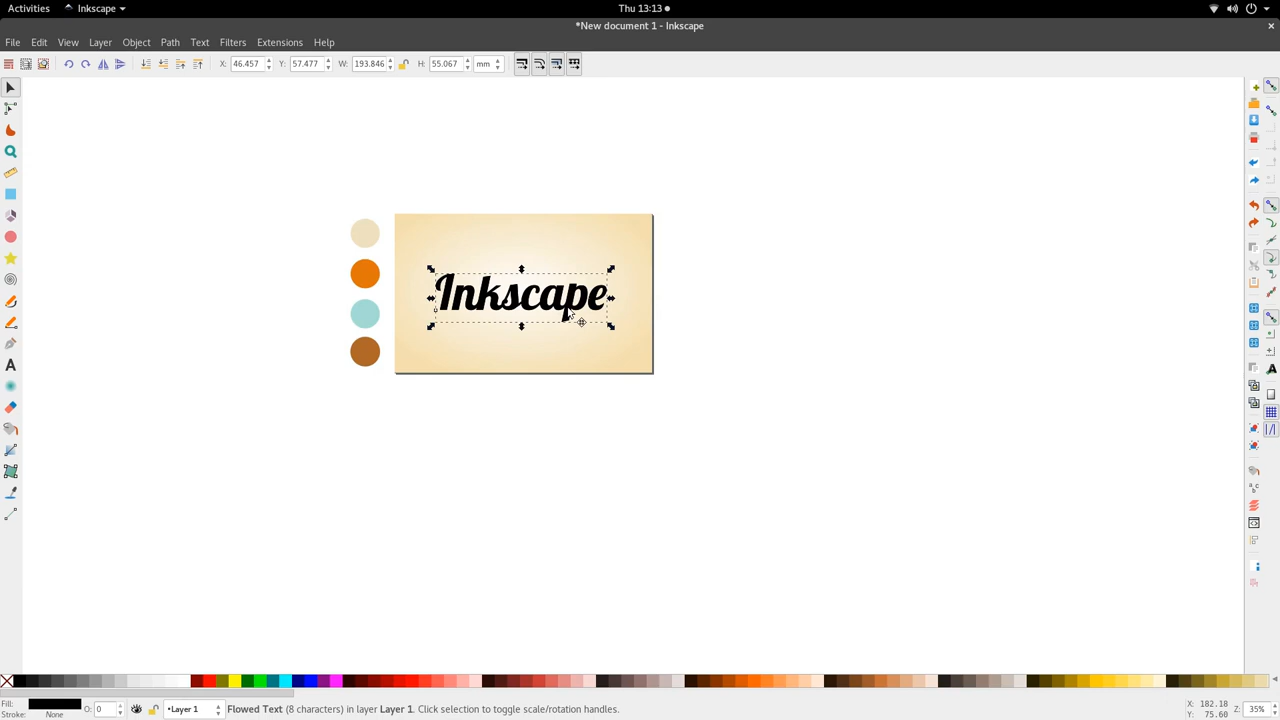 Activities Inkscape Thu 13:13
*New document 1 - Inkscape
File Edit View Layer Object Path Text Filters Extensions Help
X: 46.457 Y: 57.477 W: 193.846 H: 55.067 mm
Inkscape
Fill:
Stroke: None O: 0 •Layer 1 Flowed Text (8 characters) in layer Layer 1. Click selection to toggle scale/rotation handles.
X: 182.18
Y: 75.60
Z: 35%